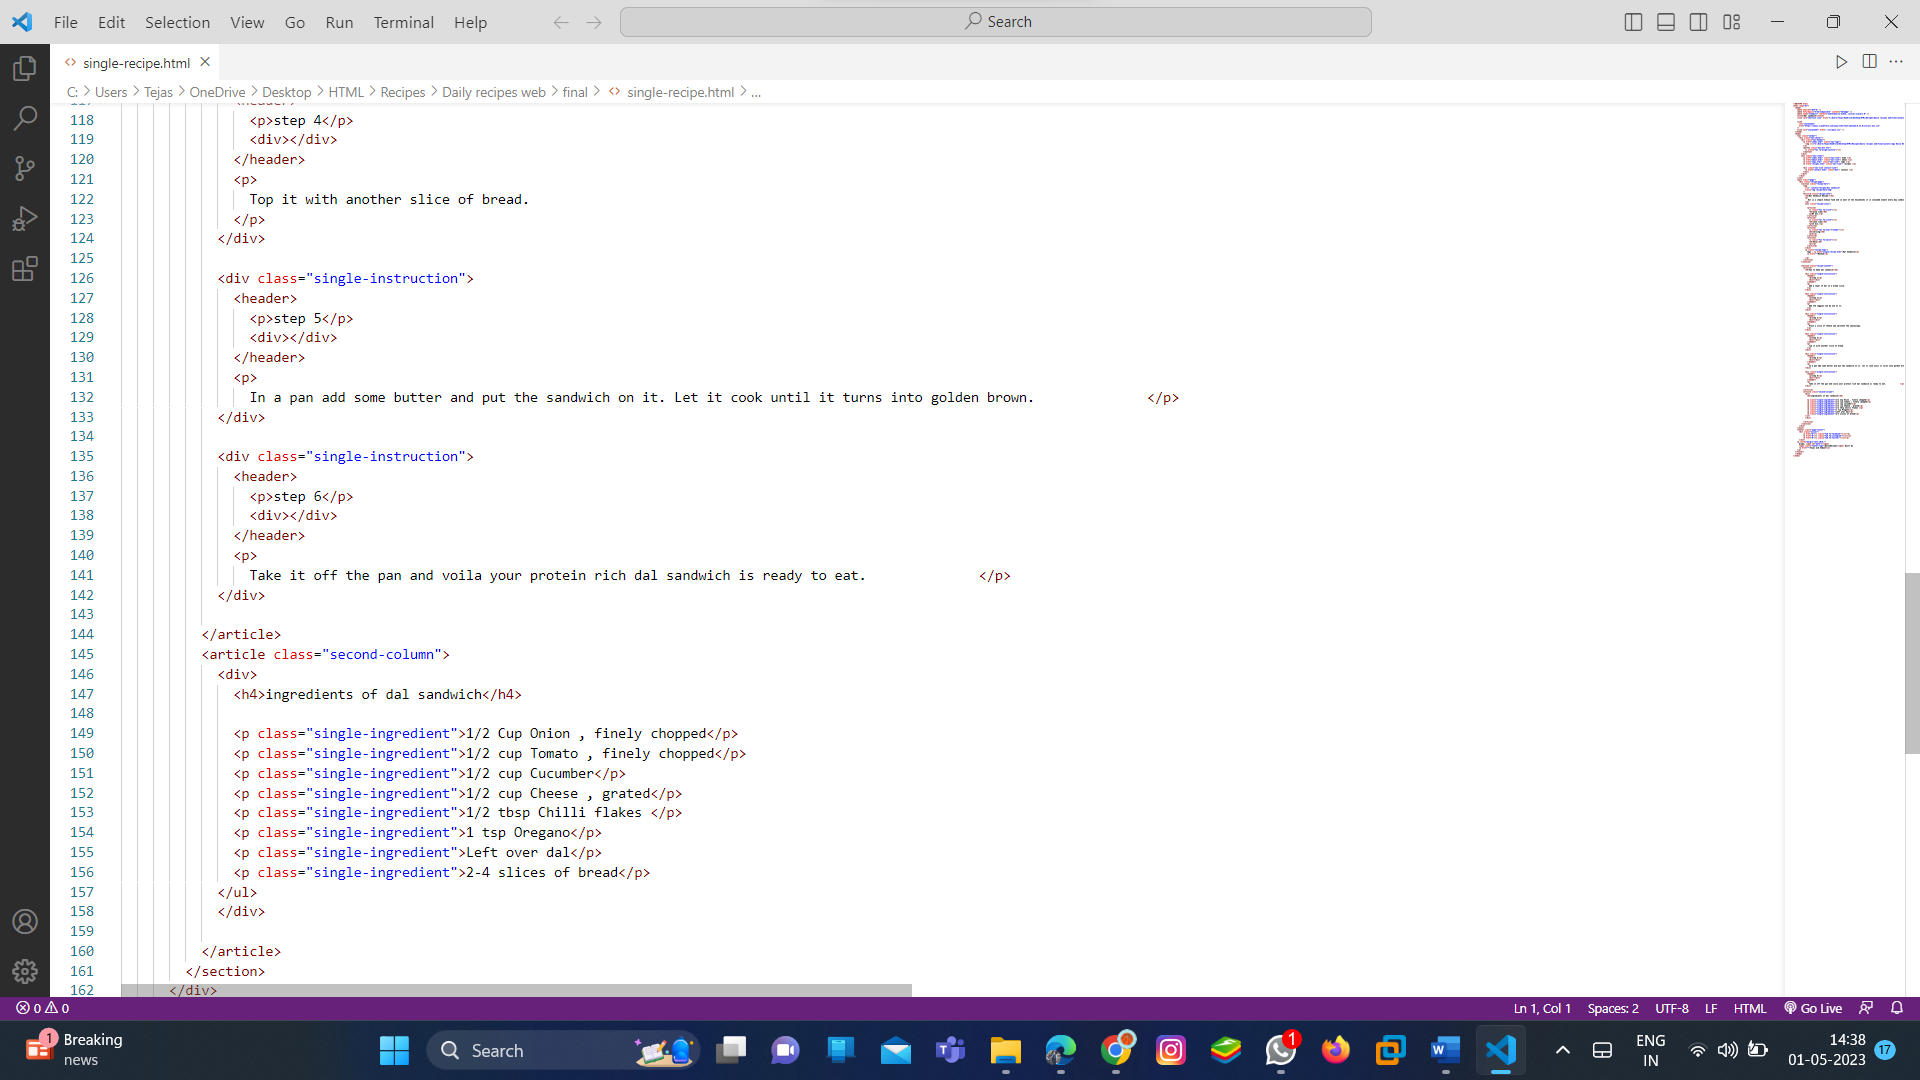 File Edit Selection View Go Run Terminal Help
Search
single-recipe.html
C: > Users > Tejas > OneDrive > Desktop > HTML > Recipes > Daily recipes web > final > <> single-recipe.html > ...
118 <p>step 4</p>
119 <div></div>
120 </header>
121 <p>
122 Top it with another slice of bread.
123 </p>
124 </div>
125
126 <div class="single-instruction">
127 <header>
128 <p>step 5</p>
129 <div></div>
130 </header>
131 <p>
132 In a pan add some butter and put the sandwich on it. Let it cook until it turns into golden brown. </p>
133 </div>
134
135 <div class="single-instruction">
136 <header>
137 <p>step 6</p>
138 <div></div>
139 </header>
140 <p>
141 Take it off the pan and voila your protein rich dal sandwich is ready to eat. </p>
142 </div>
143
144 </article>
145 <article class="second-column">
146 <div>
147 <h4>ingredients of dal sandwich</h4>
148
149 <p class="single-ingredient">1/2 Cup Onion , finely chopped</p>
150 <p class="single-ingredient">1/2 cup Tomato , finely chopped</p>
151 <p class="single-ingredient">1/2 cup Cucumber</p>
152 <p class="single-ingredient">1/2 cup Cheese , grated</p>
153 <p class="single-ingredient">1/2 tbsp Chilli flakes </p>
154 <p class="single-ingredient">1 tsp Oregano</p>
155 <p class="single-ingredient">Left over dal</p>
156 <p class="single-ingredient">2-4 slices of bread</p>
157 </ul>
158 </div>
159
160 </article>
161 </section>
162 </div>
0 0 Ln 1, Col 1 Spaces: 2 UTF-8 LF HTML Go Live
1 Breaking news
Search
1
ENG IN
14:38
01-05-2023
17